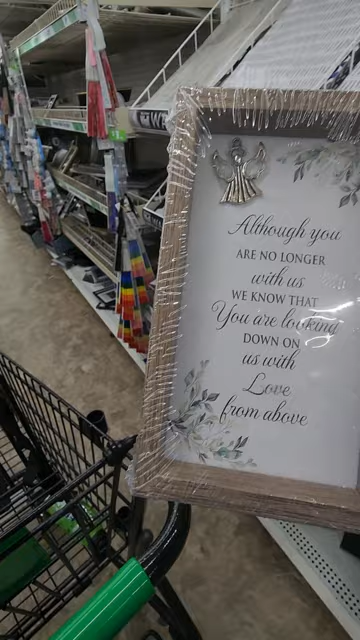 Although you
ARE NO LONGER
with us
WE KNOW THAT
You are looking
DOWN ON
us with
Love
from above